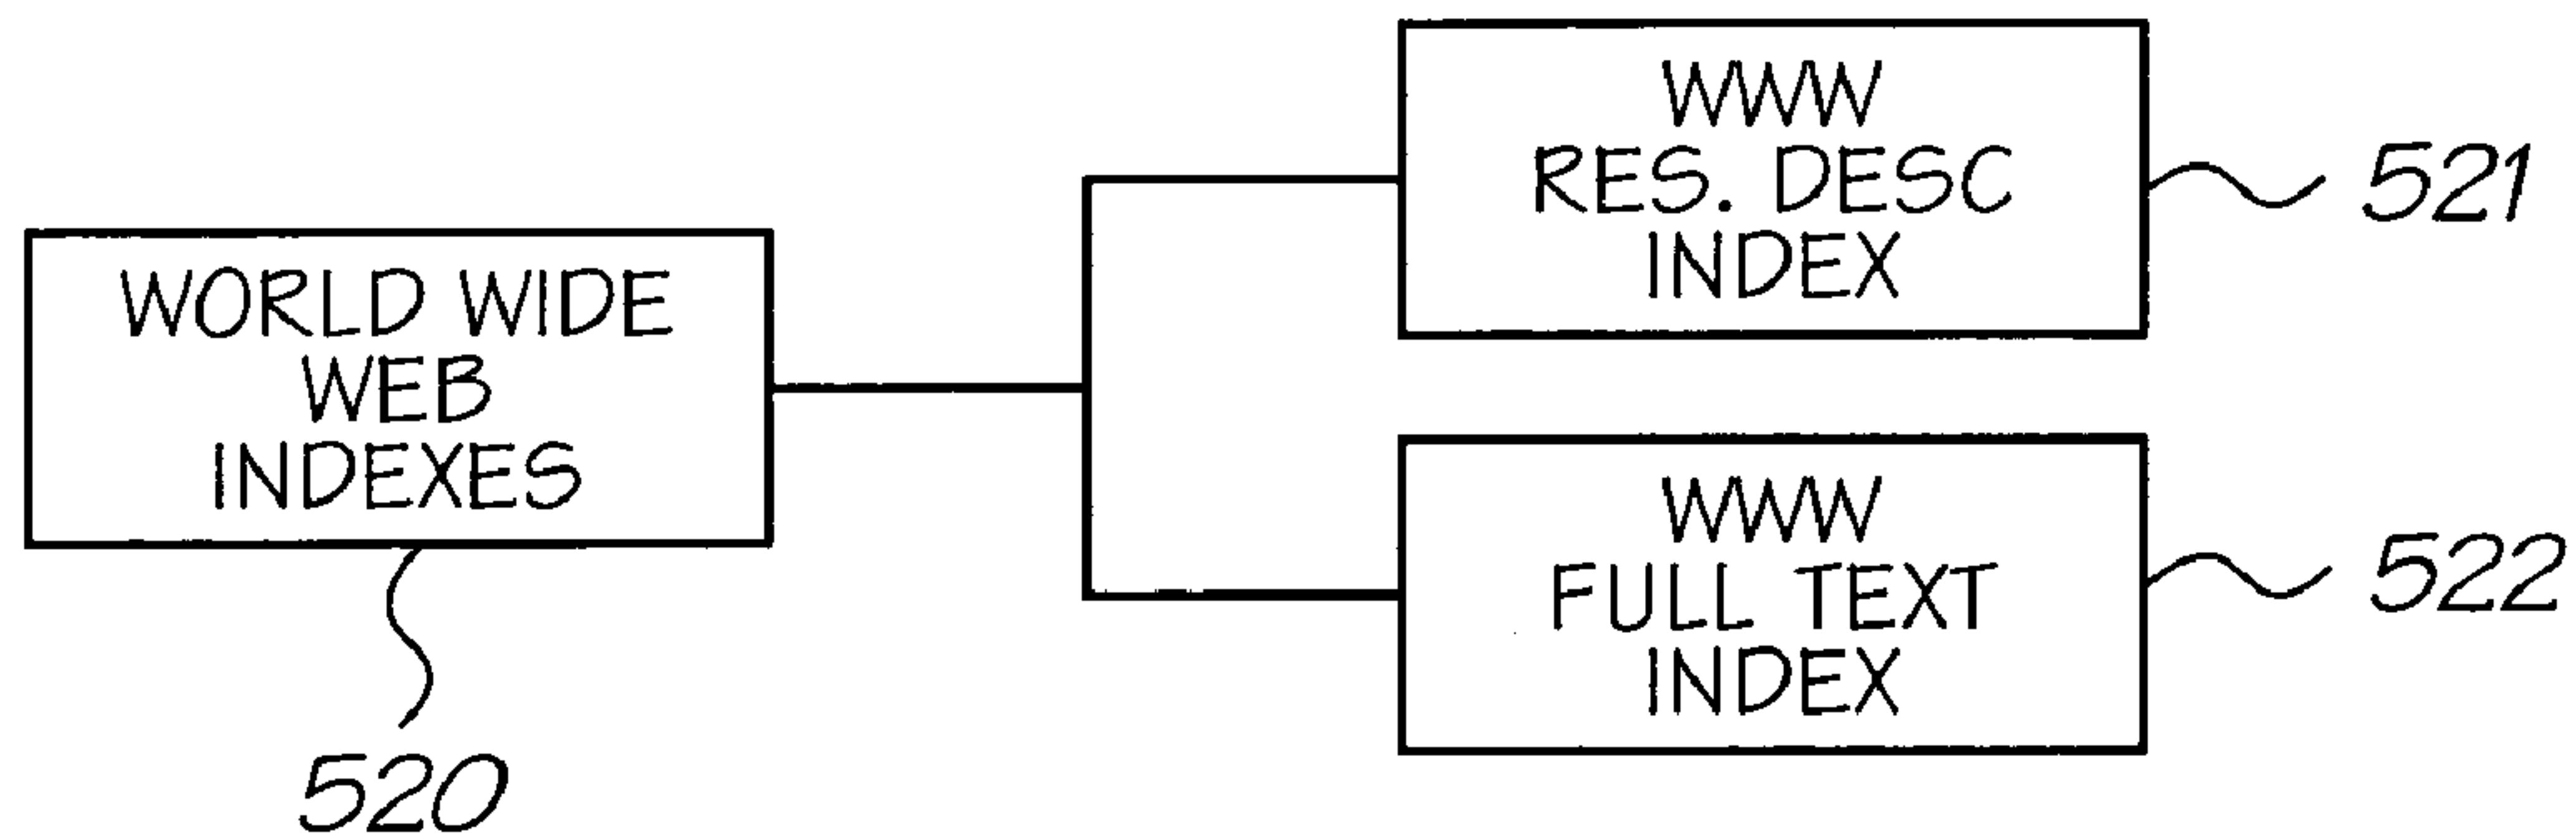 WORLD WIDE
WEB
INDEXES
520
WWW
RES. DESC
INDEX
521
WWW
FULL TEXT
INDEX
522